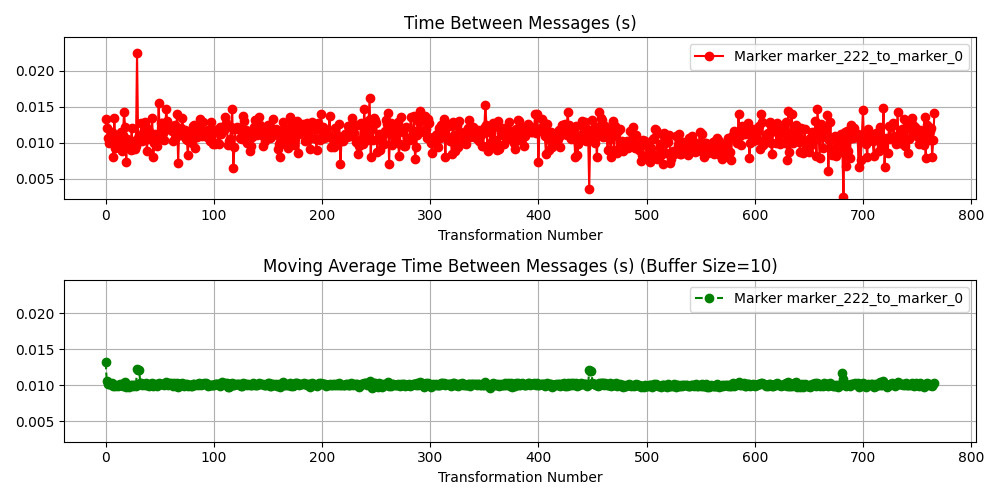 Time Between Messages (s)
Marker marker_222_to_marker_0
0.020
0.015
0.010
0.005
0 100 200 300 400 500 600 700 800
Transformation Number
Moving Average Time Between Messages (s) (Buffer Size=10)
Marker marker_222_to_marker_0
0.020
0.015
0.010
0.005
0 100 200 300 400 500 600 700 800
Transformation Number